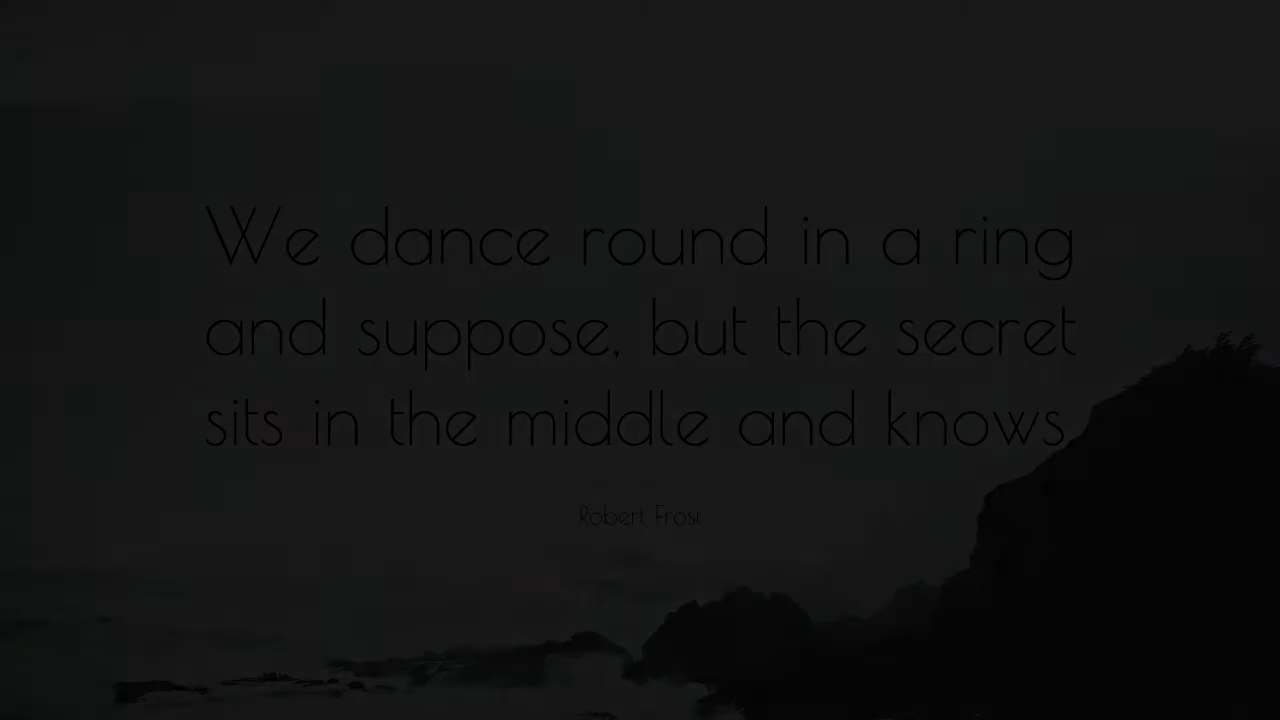 We dance round in a ring
and suppose, but the secret
sits in the middle and knows
Robert Frost